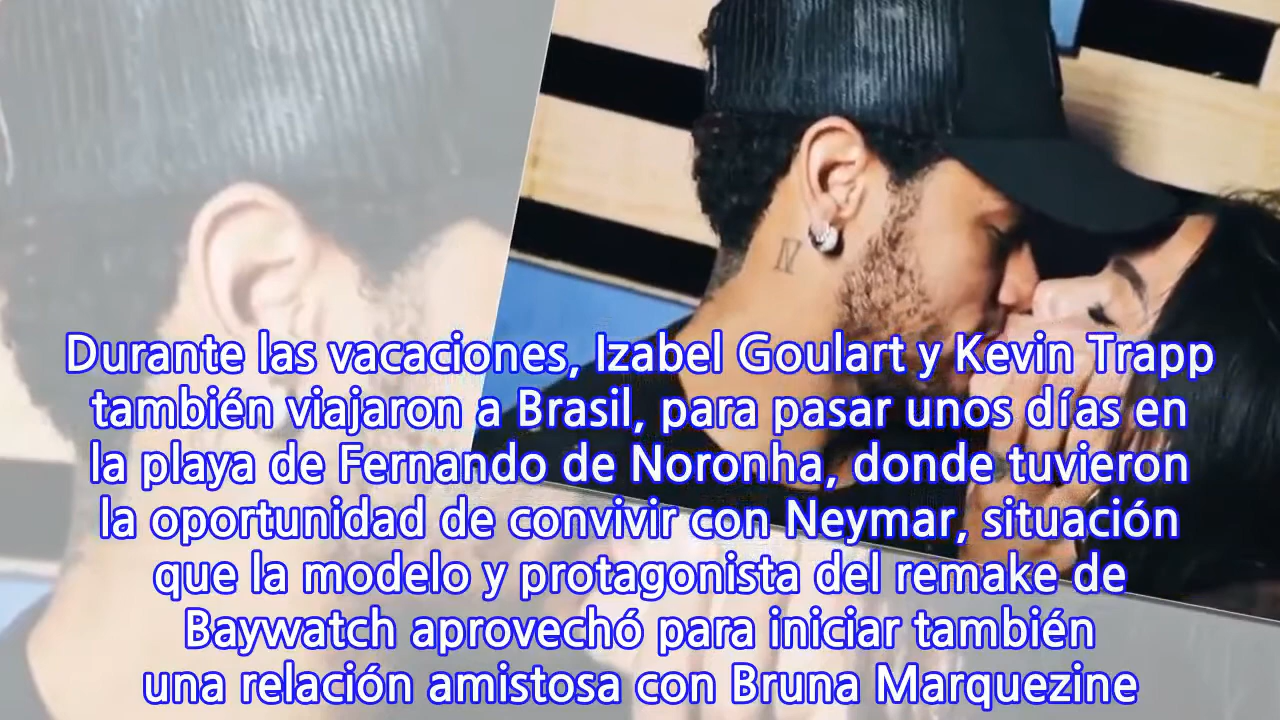 Durante las vacaciones, Izabel Goulart y Kevin Trapp
también viajaron a Brasil, para pasar unos días en
la playa de Fernando de Noronha, donde tuvieron
la oportunidad de convivir con Neymar, situación
que la modelo y protagonista del remake de
Baywatch aprovechó para iniciar también
una relación amistosa con Bruna Marquezine